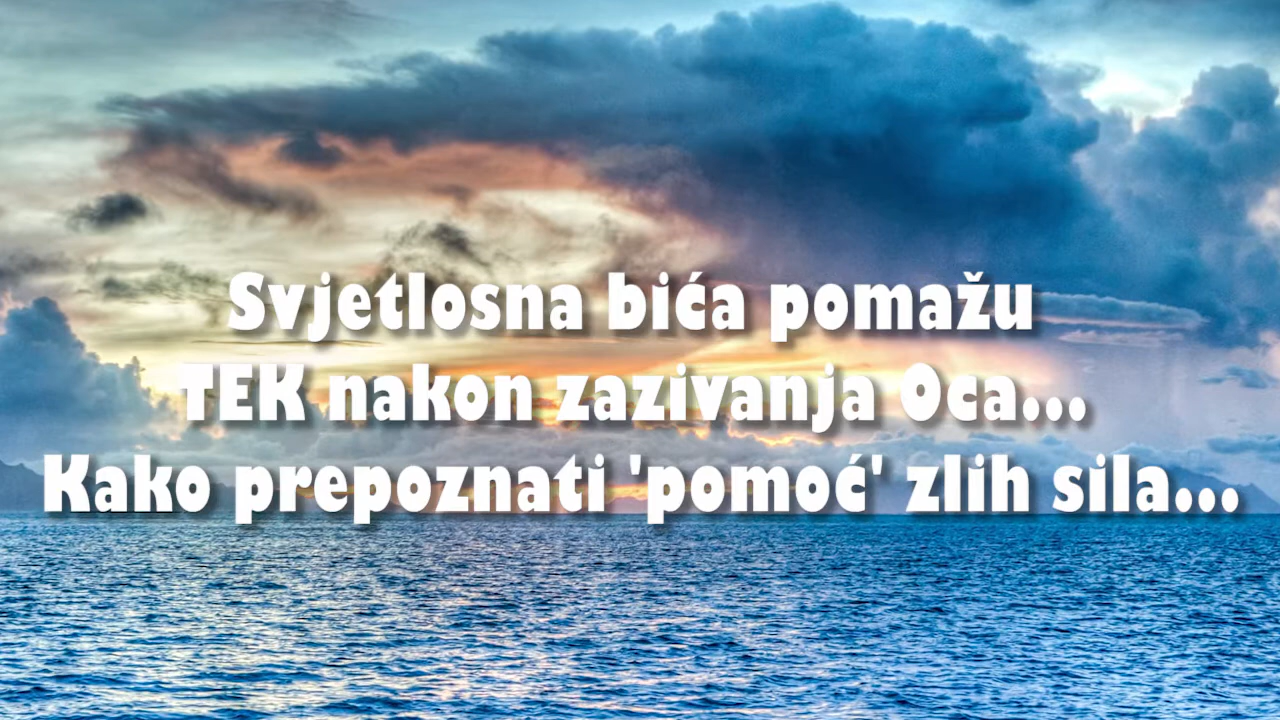 Svjetlosna bića pomažu
TEK nakon zazivanja Oca...
Kako prepoznati 'pomoć' zlih sila...